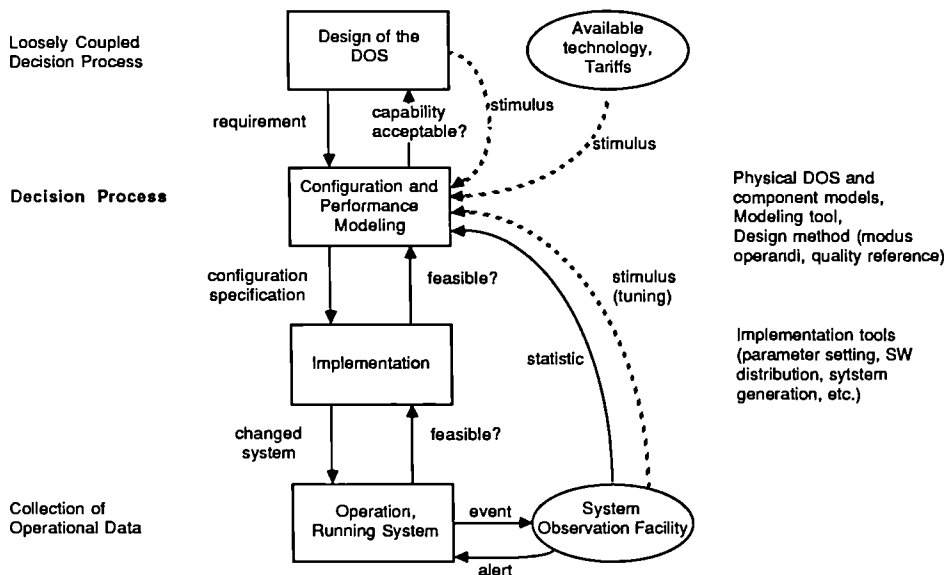 Loosely Coupled
Decision Process
Design of the
DOS
Available
technology,
Tariffs
requirement
capability
acceptable?
stimulus
stimulus
Decision Process
Configuration and
Performance
Modeling
Physical DOS and
component models,
Modeling tool,
Design method (modus
operandi, quality reference)
configuration
specification
feasible?
stimulus
(tuning)
Implementation
statistic
Implementation tools
(parameter setting, SW
distribution, sytstem
generation, etc.)
changed
system
feasible?
Collection of
Operational Data
Operation,
Running System
event
System
Observation Facility
alert